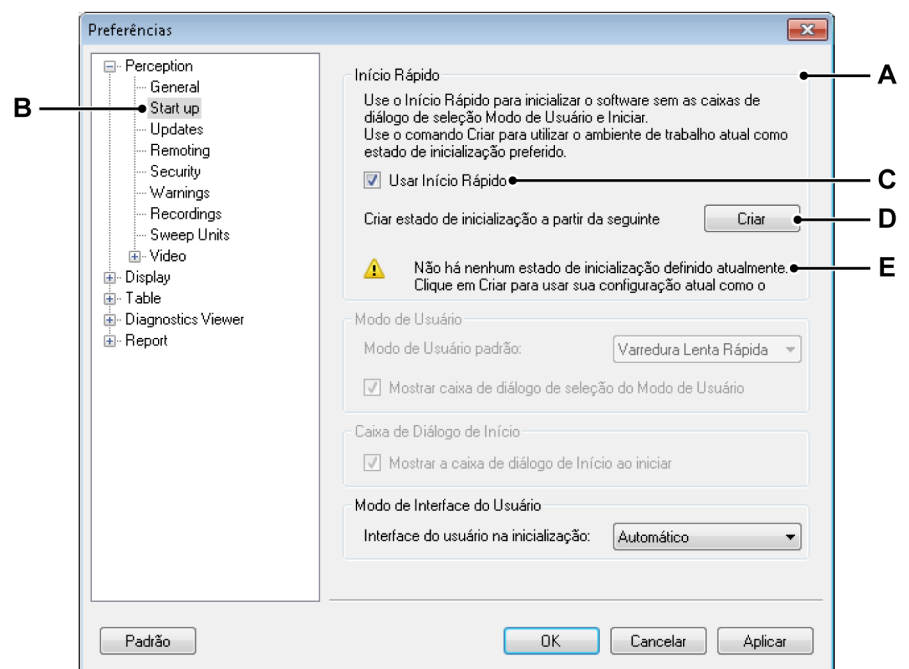 Preferências
Perception
General
Start up
Updates
Remoting
Security
Warnings
Recordings
Sweep Units
Video
Display
Table
Diagnostics Viewer
Report
B
Início Rápido
A
Use o Início Rápido para inicializar o software sem as caixas de
diálogo de seleção Modo de Usuário e Iniciar.
Use o comando Criar para utilizar o ambiente de trabalho atual como
estado de inicialização preferido.
Usar Início Rápido
C
Criar estado de inicialização a partir da seguinte
Criar
D
Não há nenhum estado de inicialização definido atualmente.
E
Clique em Criar para usar sua configuração atual como o
Modo de Usuário
Modo de Usuário padrão:
Varredura Lenta Rápida
Mostrar caixa de diálogo de seleção do Modo de Usuário
Caixa de Diálogo de Início
Mostrar a caixa de diálogo de Início ao iniciar
Modo de Interface do Usuário
Interface do usuário na inicialização:
Automático
Padrão
OK
Cancelar
Aplicar